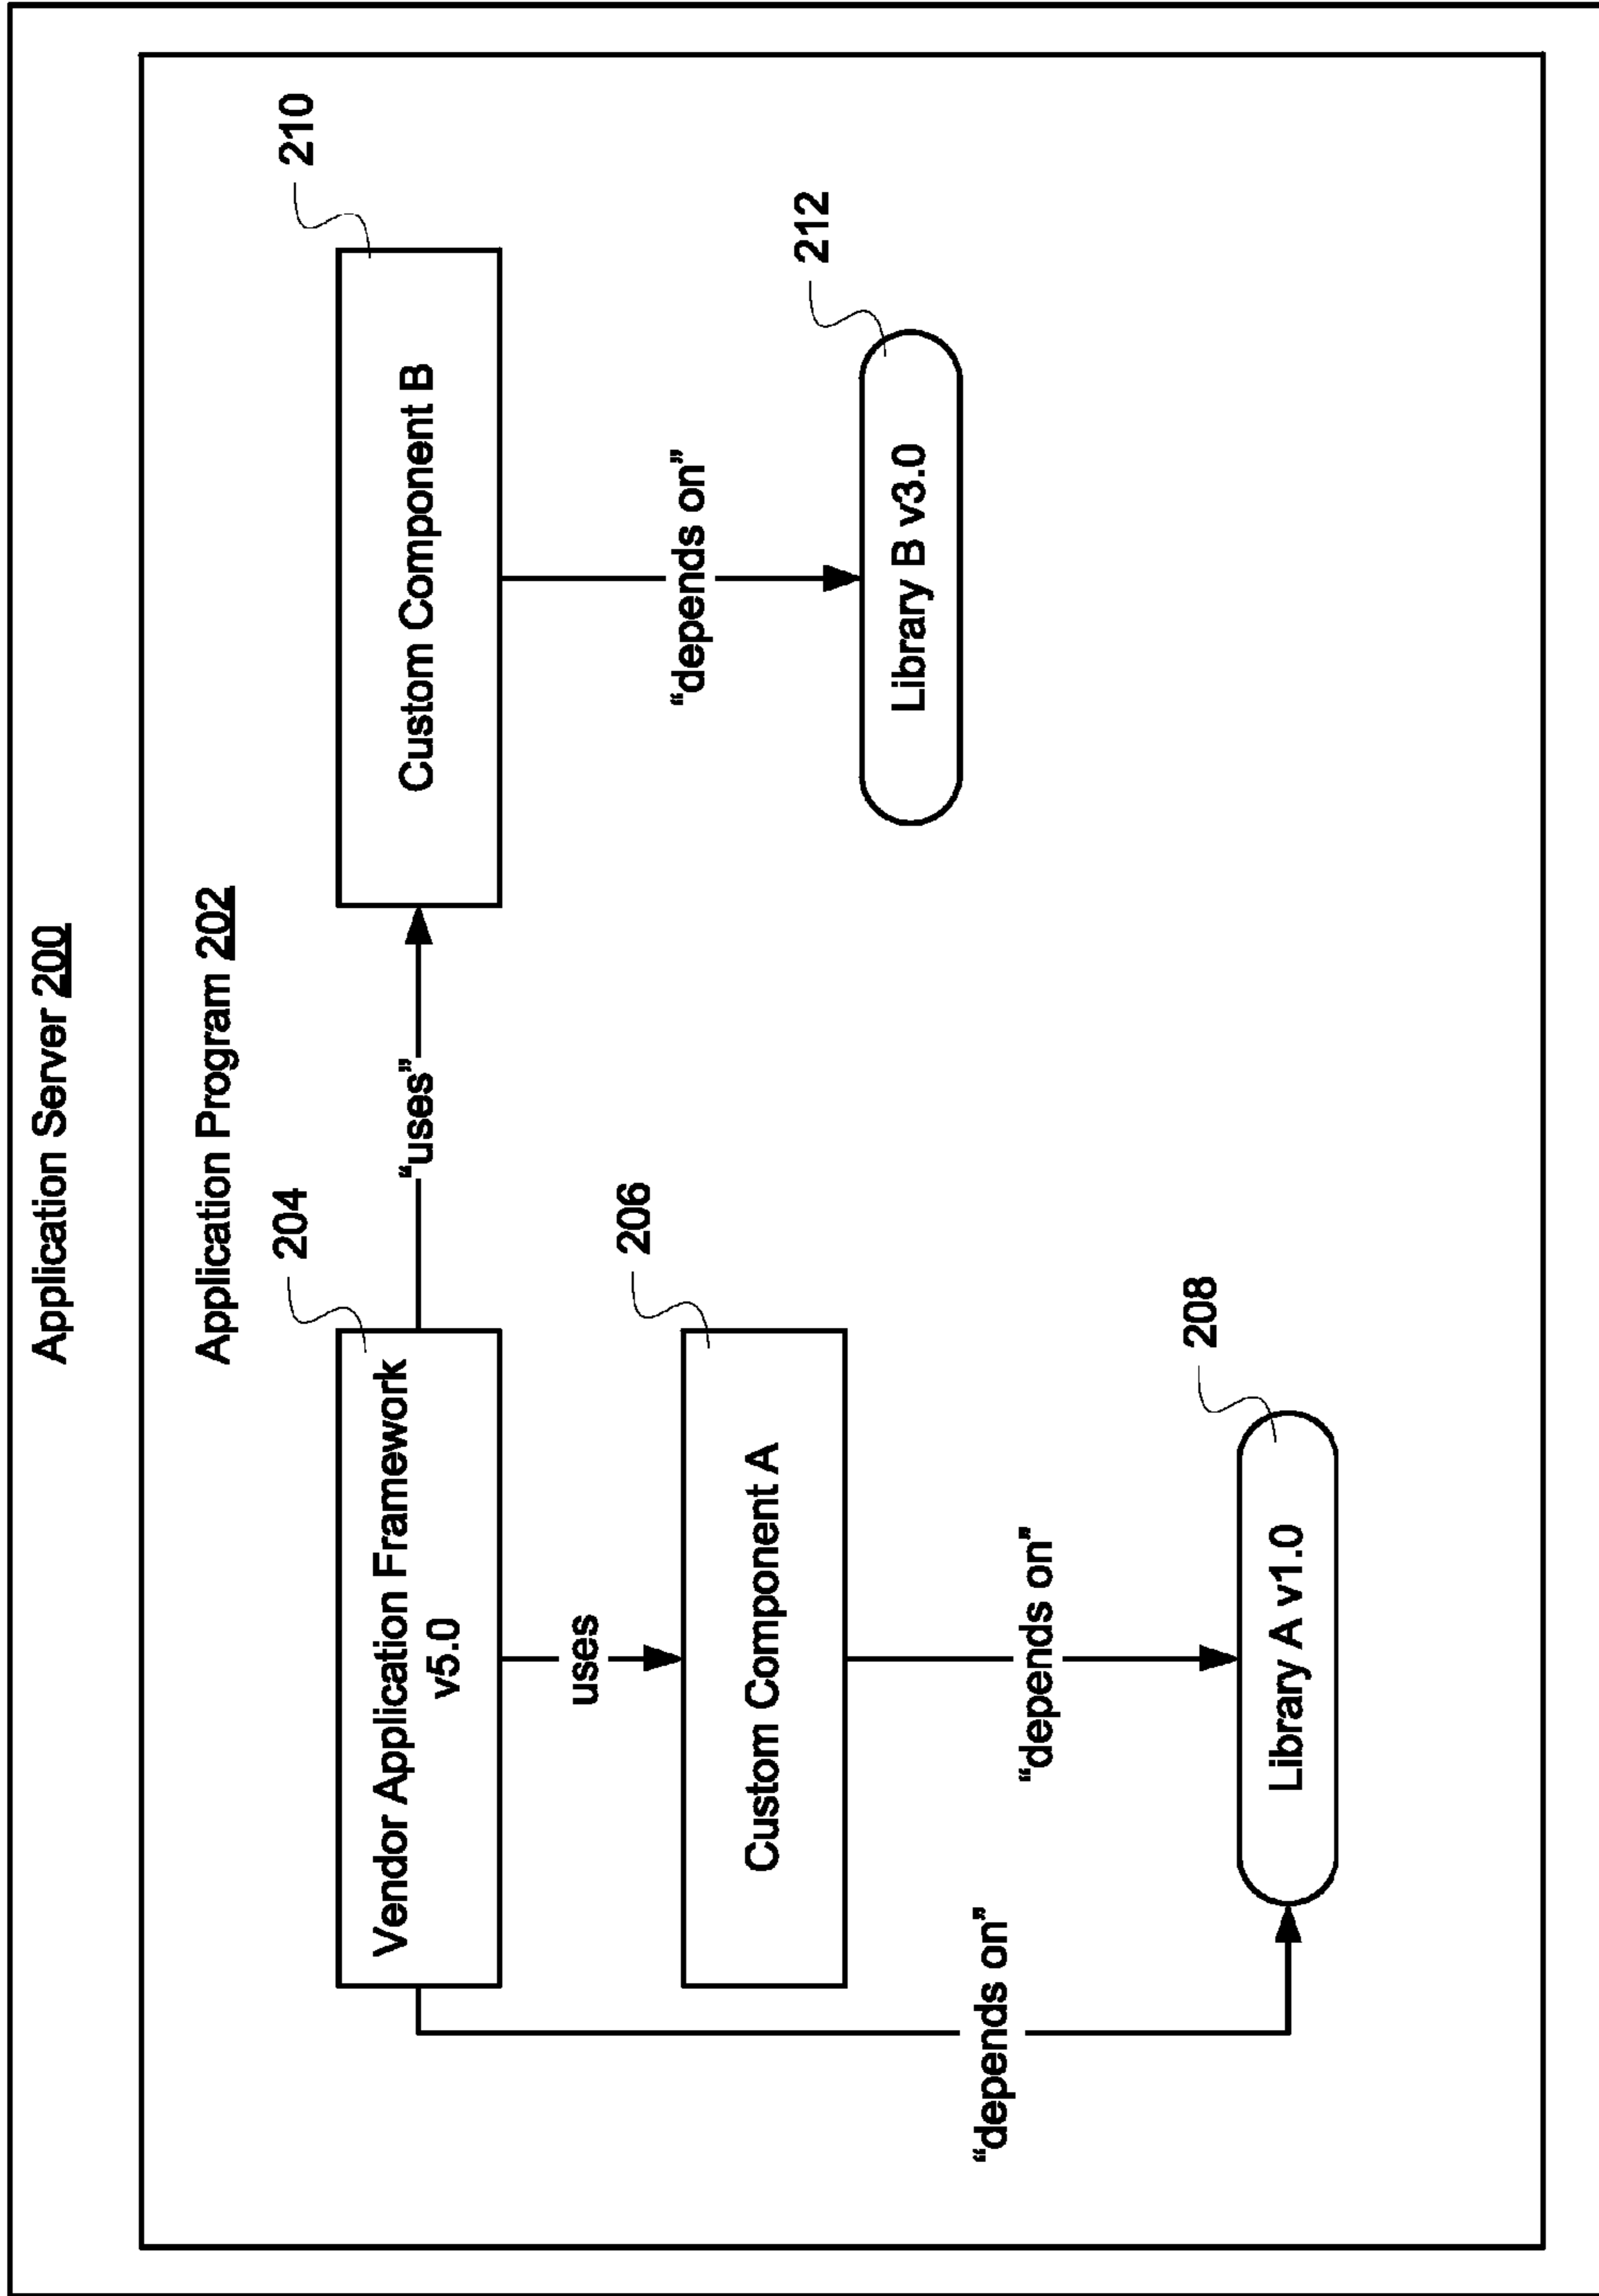 Application Server 200
Application Program 202
204
210
Vendor Application Framework
v5.0
“uses”
Custom Component B
uses
206
“depends on”
212
Custom Component A
Library B v3.0
“depends on”
“depends on”
208
Library A v1.0